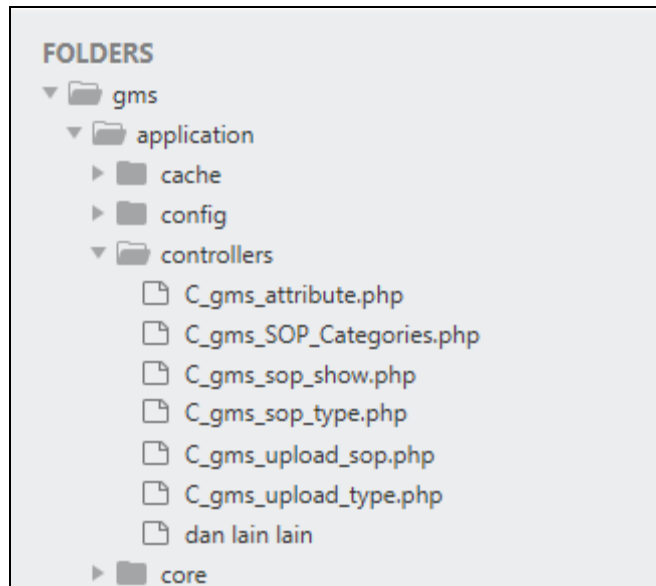 FOLDERS
gms
application
cache
config
controllers
C_gms_attribute.php
C_gms_SOP_Categories.php
C_gms_sop_show.php
C_gms_sop_type.php
C_gms_upload_sop.php
C_gms_upload_type.php
dan lain lain
core